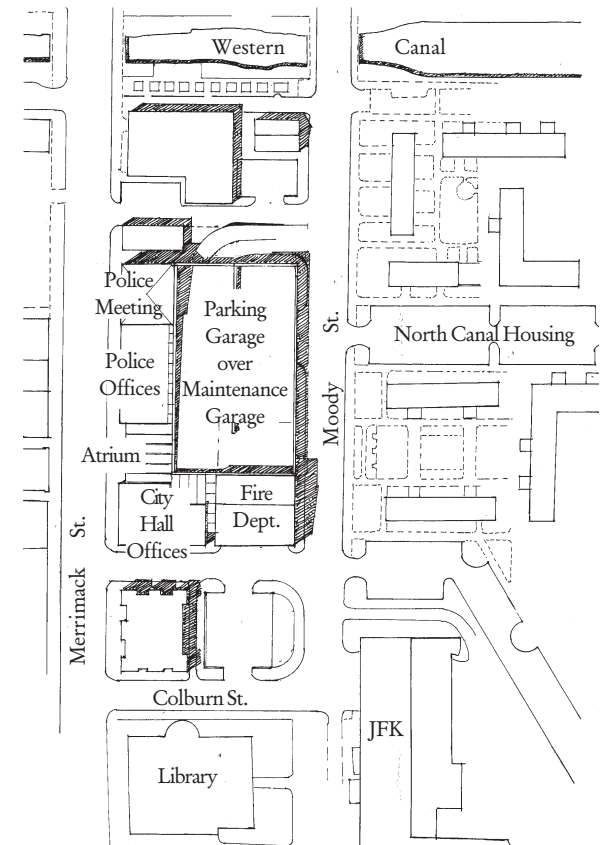 Western
Canal
Police
Meeting
Parking
Garage
over
Maintenance
Garage
St.
Moody
North Canal Housing
Police
Offices
Atrium
City
Hall
Offices
Fire
Dept.
St.
Merrimack
Colburn St.
JFK
Library